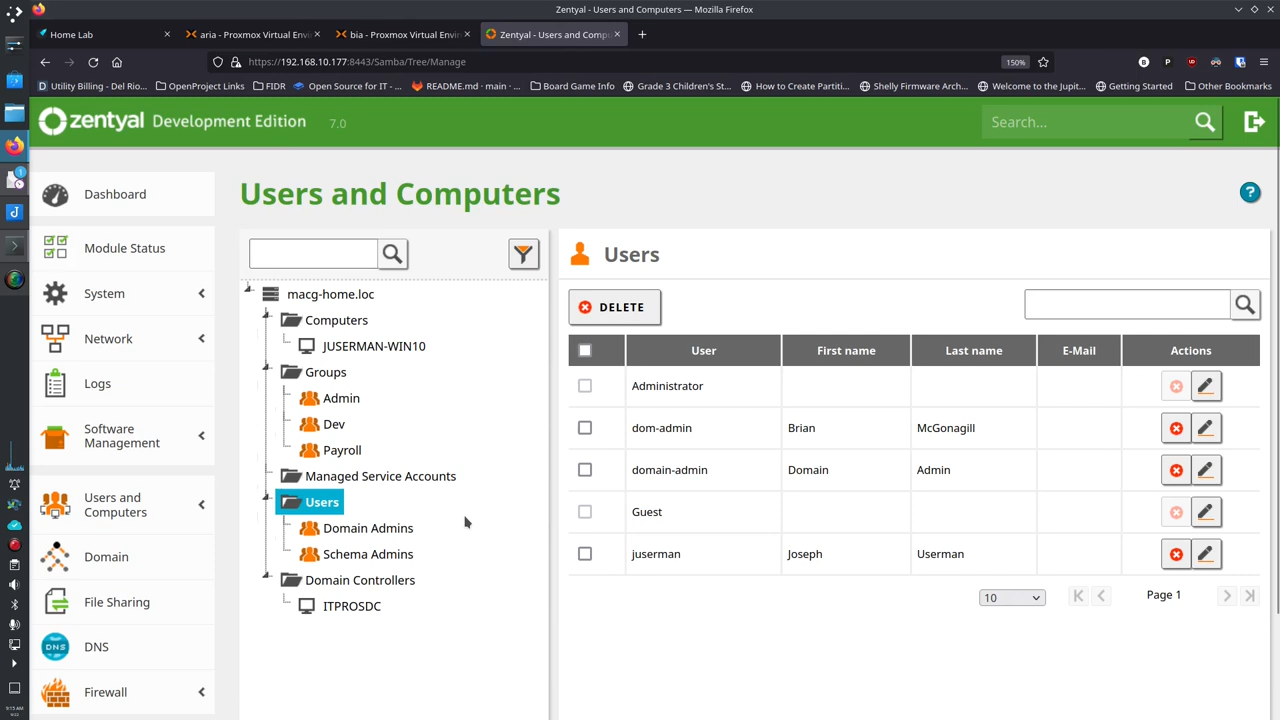 Zentyal - Users and Computers — Mozilla Firefox
Home Lab
aria - Proxmox Virtual Envir
bia - Proxmox Virtual Envir
Zentyal - Users and Compu
https://192.168.10.177:8443/Samba/Tree/Manage
150%
Utility Billing - Del Rio...
OpenProject Links
FIDR
Open Source for IT - ...
README.md · main · ...
Board Game Info
Grade 3 Children's St...
How to Create Partiti...
Shelly Firmware Arch...
Welcome to the Jupit...
Getting Started
Other Bookmarks
zentyal Development Edition 7.0
Search...
Dashboard
Module Status
System
Network
Logs
Software
Management
Users and
Computers
Domain
File Sharing
DNS
DNS
Firewall
Users and Computers
?
macg-home.loc
Computers
JUSERMAN-WIN10
Groups
Admin
Dev
Payroll
Managed Service Accounts
Users
Domain Admins
Schema Admins
Domain Controllers
ITPROSDC
Users
DELETE
User First name Last name E-Mail Actions
Administrator
dom-admin Brian McGonagill
domain-admin Domain Admin
Guest
juserman Joseph Userman
10
Page 1
9:15 AM